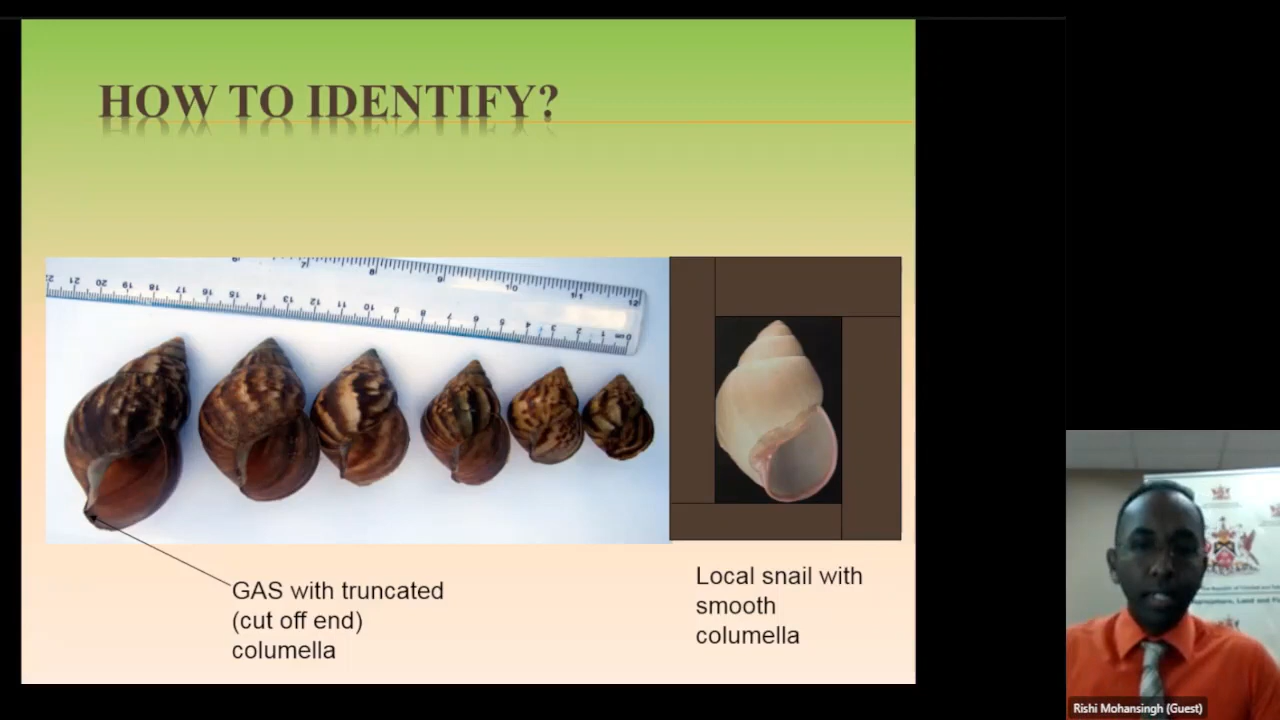 HOW TO IDENTIFY?
GAS with truncated
(cut off end)
columella
Local snail with
smooth
columella
Rishi Mohansingh (Guest)